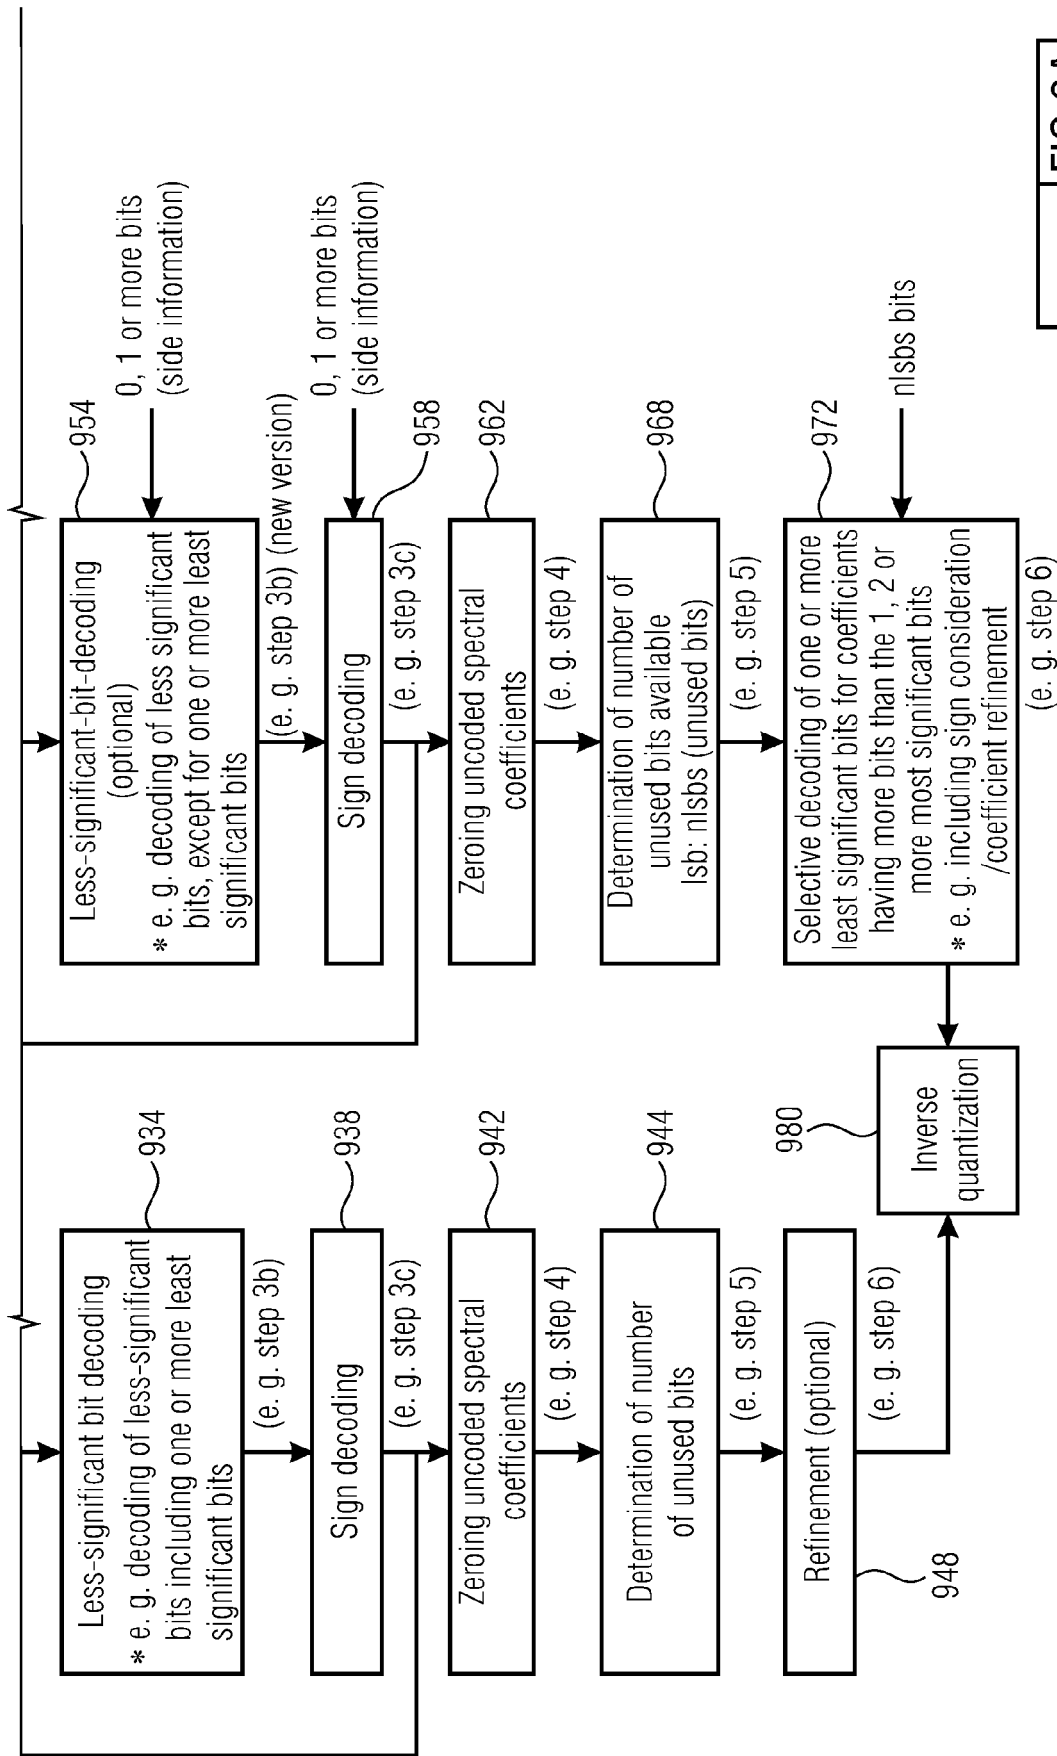 Less-significant bit decoding
* e. g. decoding of less-significant
bits including one or more least
significant bits
934
(e. g. step 3b)
Sign decoding
938
(e. g. step 3c)
Zeroing uncoded spectral
coefficients
942
(e. g. step 4)
Determination of number
of unused bits
944
(e. g. step 5)
Refinement (optional)
948
(e. g. step 6)
Inverse
quantization
980
Less-significant-bit-decoding
(optional)
* e. g. decoding of less significant
bits, except for one or more least
significant bits
954
0, 1 or more bits
(side information)
(e. g. step 3b) (new version)
Sign decoding
958
0, 1 or more bits
(side information)
(e. g. step 3c)
Zeroing uncoded spectral
coefficients
962
(e. g. step 4)
Determination of number of
unused bits available
lsb: nlsbs (unused bits)
968
(e. g. step 5)
Selective decoding of one or more
least significant bits for coefficients
having more bits than the 1, 2 or
more most significant bits
* e. g. including sign consideration
/coefficient refinement
972
nlsbs bits
(e. g. step 6)